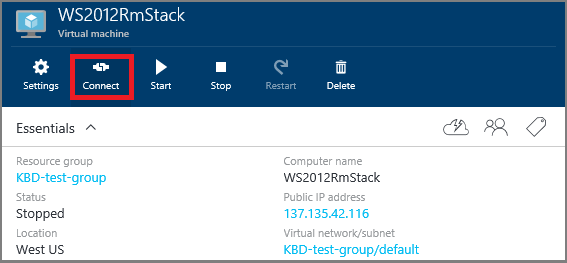 WS2012RmStack
Virtual machine
Settings Connect Start Stop Restart Delete
Essentials
Resource group Computer name
KBD-test-group WS2012RmStack
Status Public IP address
Stopped 137.135.42.116
Location Virtual network/subnet
West US KBD-test-group/default